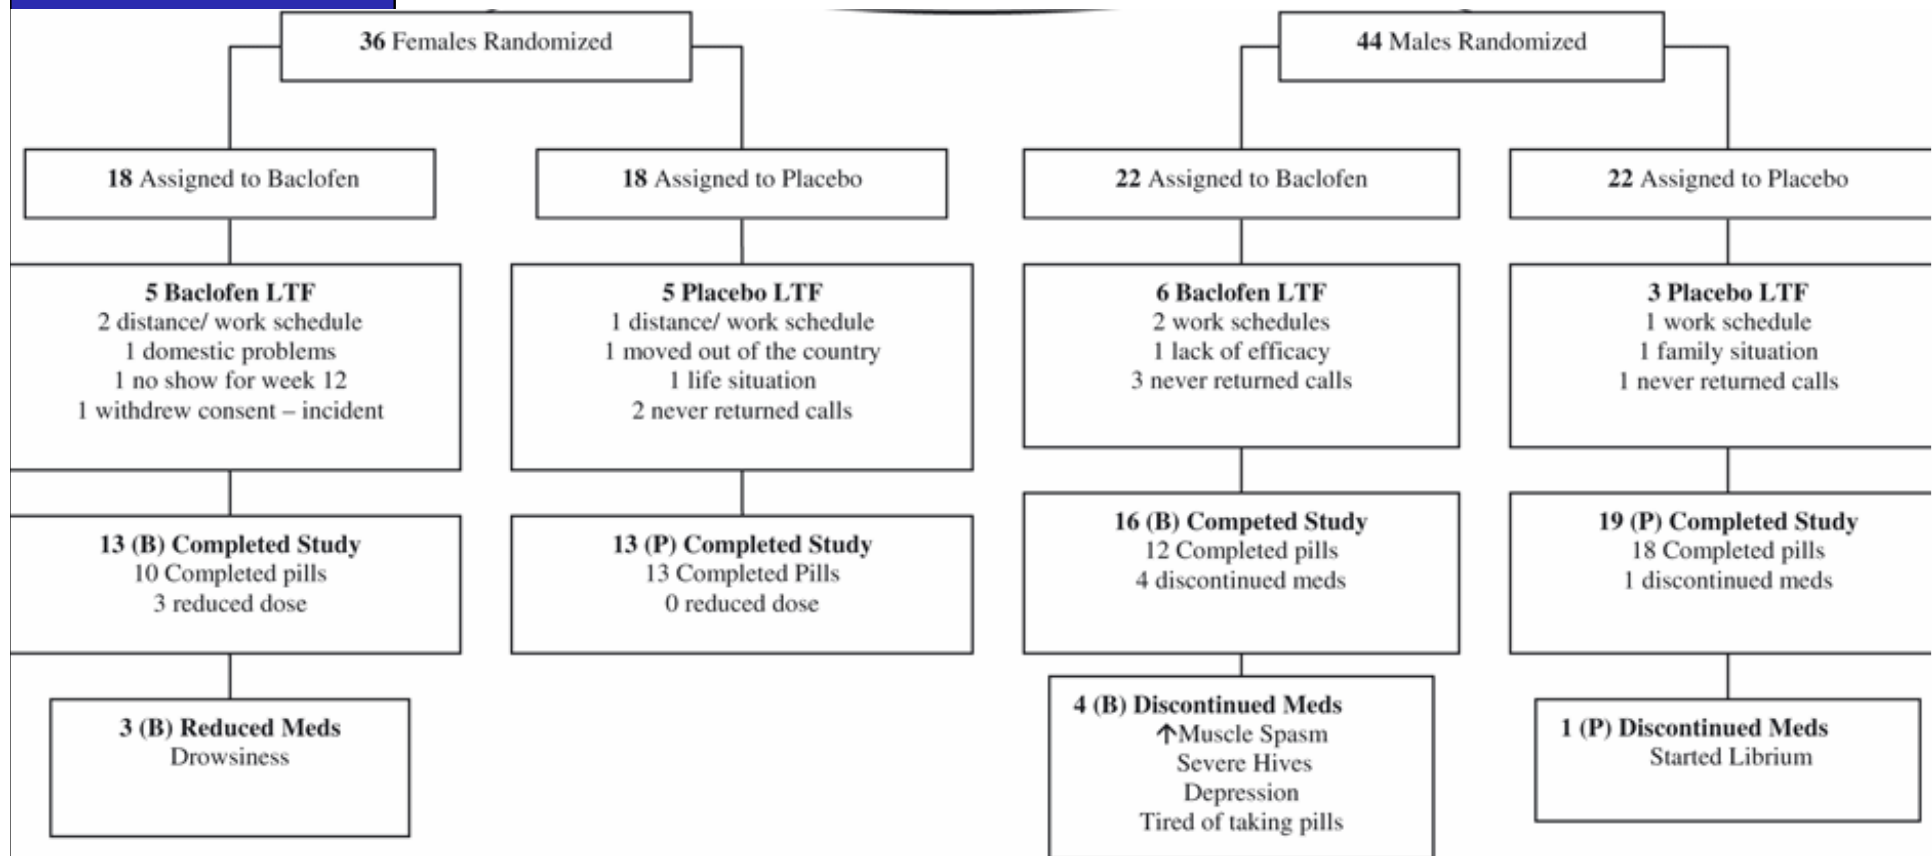 36 Females Randomized
44 Males Randomized
18 Assigned to Baclofen
18 Assigned to Placebo
22 Assigned to Baclofen
22 Assigned to Placebo
5 Baclofen LTF
2 distance/ work schedule
1 domestic problems
1 no show for week 12
1 withdrew consent – incident
5 Placebo LTF
1 distance/ work schedule
1 moved out of the country
1 life situation
2 never returned calls
6 Baclofen LTF
2 work schedules
1 lack of efficacy
3 never returned calls
3 Placebo LTF
1 work schedule
1 family situation
1 never returned calls
13 (B) Completed Study
10 Completed pills
3 reduced dose
13 (P) Completed Study
13 Completed Pills
0 reduced dose
16 (B) Competed Study
12 Completed pills
4 discontinued meds
19 (P) Completed Study
18 Completed pills
1 discontinued meds
3 (B) Reduced Meds
Drowsiness
4 (B) Discontinued Meds
↑Muscle Spasm
Severe Hives
Depression
Tired of taking pills
1 (P) Discontinued Meds
Started Librium